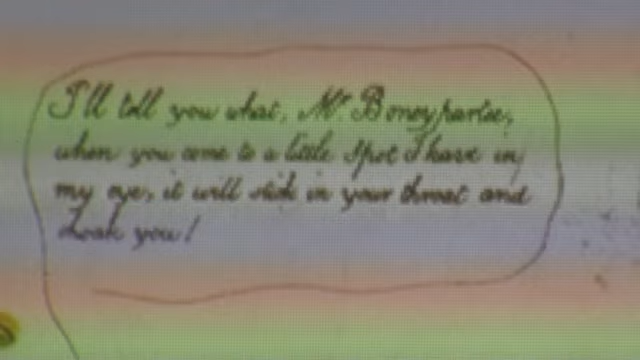 I'll tell you what, Mr. Boneypartee,
when you come to a little spot I have in
my eye, it will stick in your throat and
choak you!